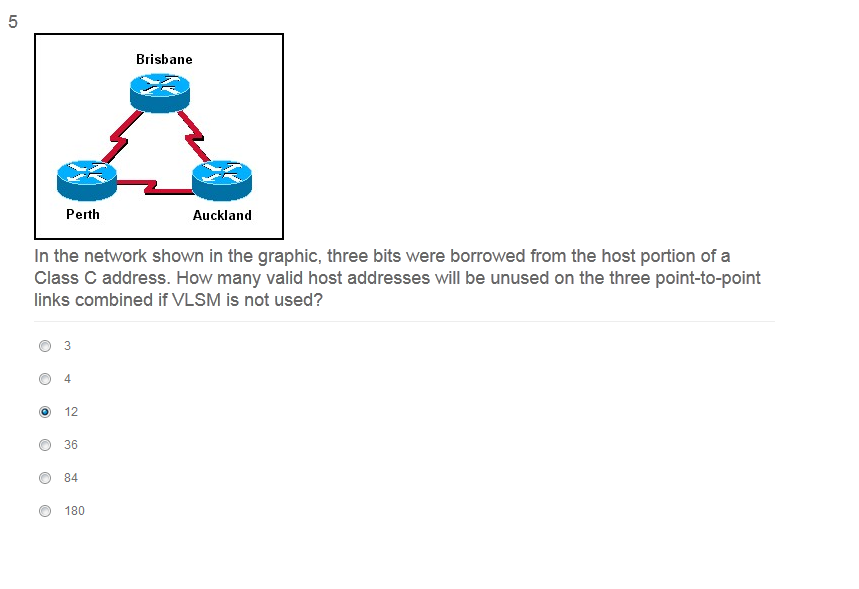 5
Brisbane
Perth
Auckland
In the network shown in the graphic, three bits were borrowed from the host portion of a
Class C address. How many valid host addresses will be unused on the three point-to-point
links combined if VLSM is not used?
3
4
12
36
84
180